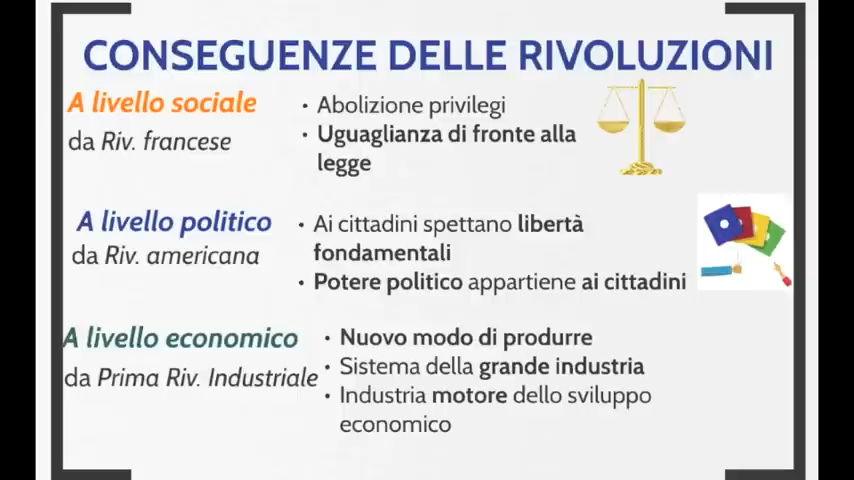 CONSEGUENZE DELLE RIVOLUZIONI
A livello sociale
da Riv. francese
• Abolizione privilegi
• Uguaglianza di fronte alla
legge
A livello politico
da Riv. americana
• Ai cittadini spettano libertà
fondamentali
• Potere politico appartiene ai cittadini
A livello economico
da Prima Riv. Industriale
• Nuovo modo di produrre
• Sistema della grande industria
• Industria motore dello sviluppo
economico